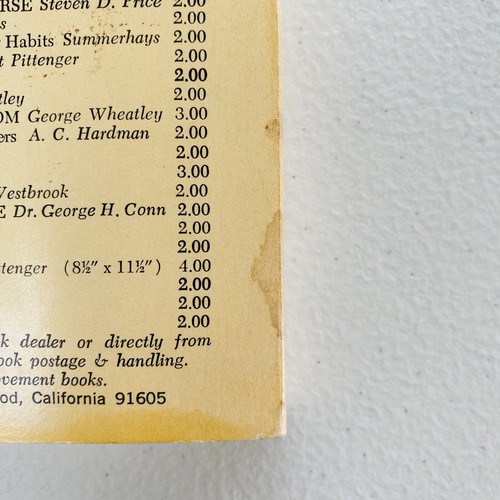 RSE Steven D. Price 2.00
s 2.00
Habits Summerhays 2.00
t Pittenger 2.00
2.00
tley 2.00
OM George Wheatley 3.00
ers A. C. Hardman 2.00
2.00
3.00
Westbrook 2.00
E Dr. George H. Conn 2.00
2.00
2.00
ttenger (8½" x 11½") 4.00
2.00
2.00
2.00
k dealer or directly from
ook postage & handling.
ovement books.
od, California 91605